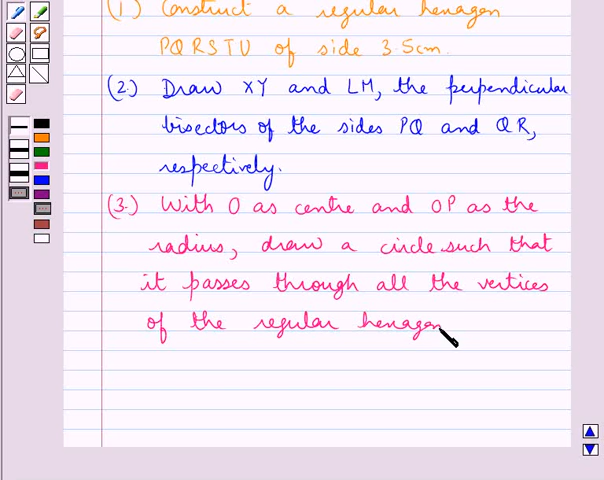 (1) Construct a regular hexagon
PQRSTU of side 3.5cm.
(2.) Draw XY and LM, the perpendicular
bisectors of the sides PQ and QR,
respectively.
(3.) With O as centre and OP as the
radius, draw a circle such that
it passes through all the vertices
of the regular hexagon